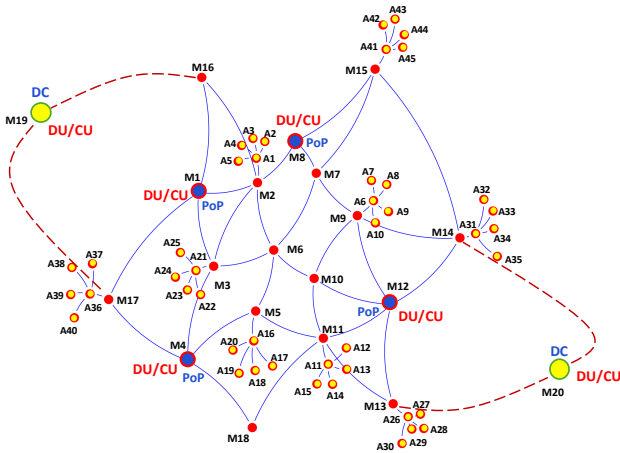 A43
A42
A44
A41
A45
M15
M16
DC
M19
DU/CU
DU/CU
PoP
M8
A3
A2
A4
A5
A1
M1
DU/CU
PoP
M2
M7
A7
A8
A6
A9
A10
M9
A32
A33
A31
A34
A35
M14
M6
A25
A21
A24
A23
A22
M3
A37
A38
A39
A36
A40
M17
M10
M12
PoP
DU/CU
M5
M4
DU/CU
PoP
A20
A16
A17
A19
A18
M11
A12
A11
A13
A15
A14
DC
DU/CU
M20
M13
A27
A26
A28
A29
A30
M18